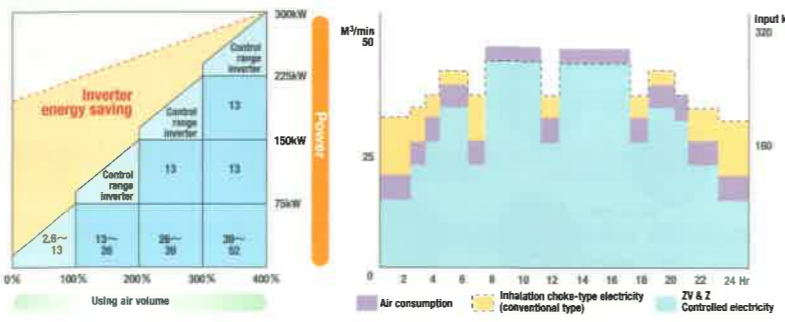 300kW
225kW
150kW
75kW
Power
Control
range
inverter
Control
range
inverter
Control
range
inverter
Inverter
energy saving
13
13
13
13
13
2.6～
13
13～
26
26～
39
39～
52
0%
100%
200%
300%
400%
Using air volume
M³/min
50
25
0
Input k
320
160
2
4
6
8
10
12
14
16
18
20
22
24 Hr
Air consumption
Inhalation choke-type electricity
(conventional type)
ZV & Z
Controlled electricity